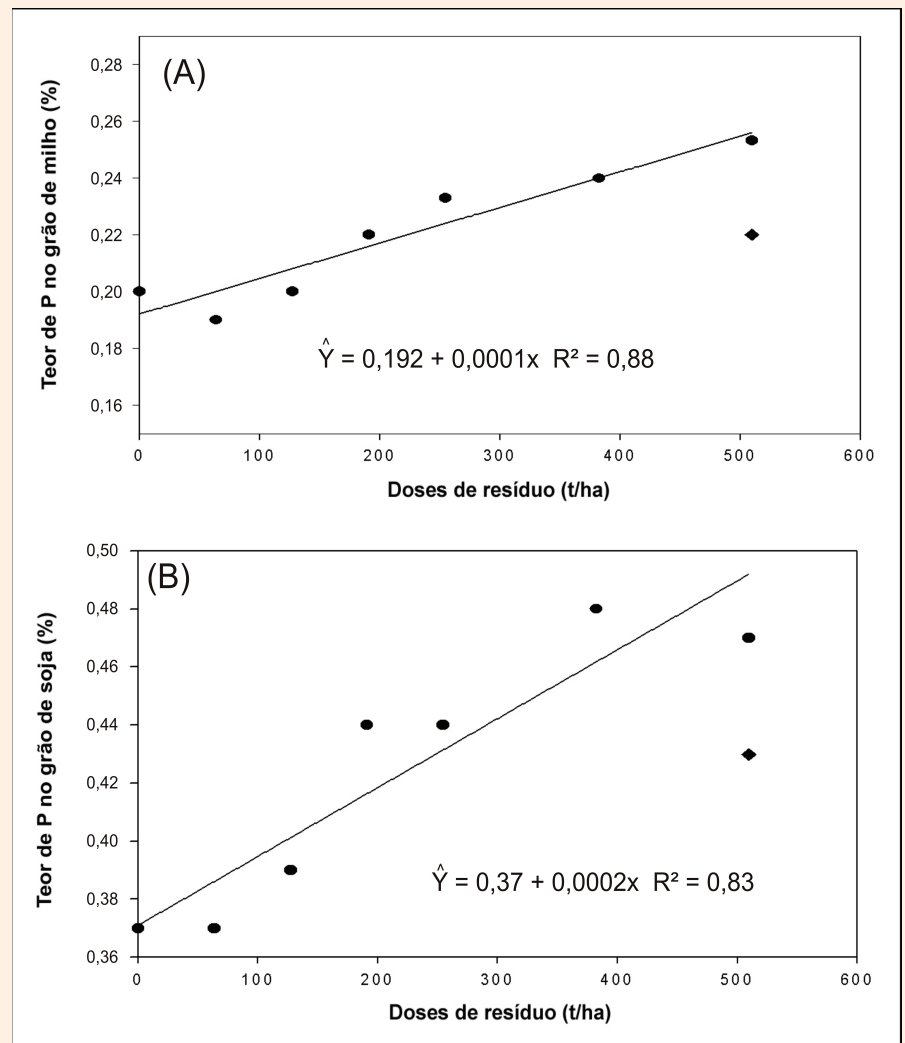 (A)
Teor de P no grão de milho (%)
0,28
0,26
0,24
0,22
0,20
0,18
0,16
Ŷ = 0,192 + 0,0001x R² = 0,88
0 100 200 300 400 500 600
Doses de resíduo (t/ha)
(B)
Teor de P no grão de soja (%)
0,50
0,48
0,46
0,44
0,42
0,40
0,38
0,36
Ŷ = 0,37 + 0,0002x R² = 0,83
0 100 200 300 400 500 600
Doses de resíduo (t/ha)